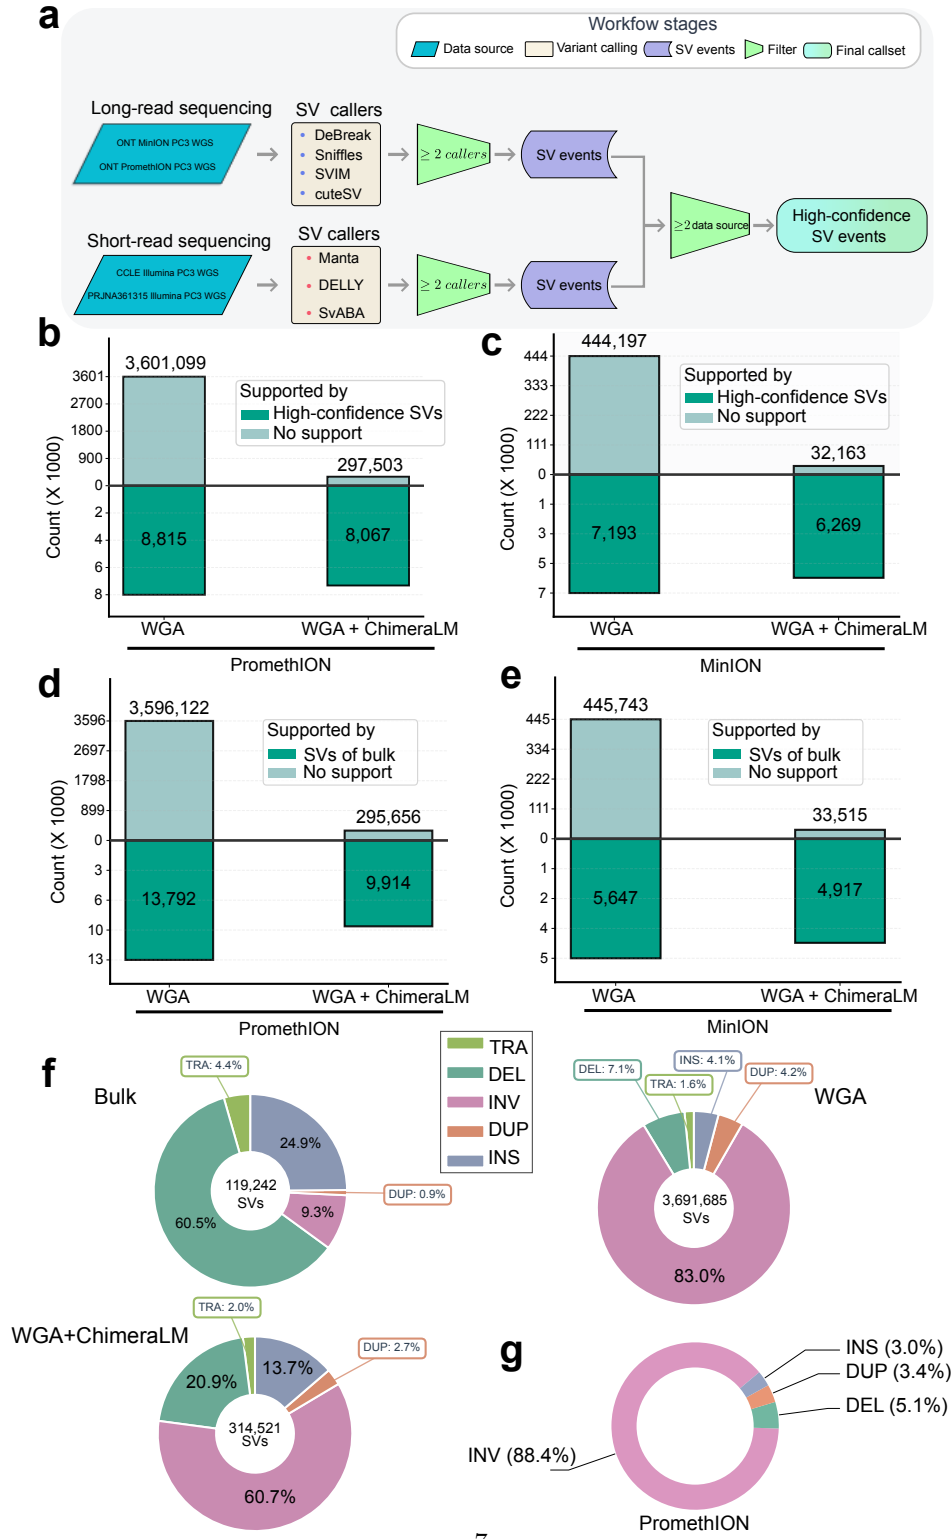 a
Workfow stages
Data source
Variant calling
SV events
Filter
Final callset
Long-read sequencing
SV callers
ONT MinION PC3 WGS
ONT PromethION PC3 WGS
• DeBreak
• Sniffles
• SVIM
• cuteSV
≥ 2 callers
SV events
Short-read sequencing
SV callers
CCLE Illumina PC3 WGS
PRJNA361315 Illumina PC3 WGS
• Manta
• DELLY
• SvABA
≥ 2 callers
SV events
≥2 data source
High-confidence
SV events
b
3,601,099
Supported by
High-confidence SVs
No support
297,503
8,815
8,067
Count (X 1000)
3601
2700
1800
900
0
2
4
6
8
WGA
WGA + ChimeraLM
PromethION
c
444,197
Supported by
High-confidence SVs
No support
32,163
7,193
6,269
Count (X 1000)
444
333
222
111
0
1
3
5
7
WGA
WGA + ChimeraLM
MinION
d
3,596,122
Supported by
SVs of bulk
No support
295,656
13,792
9,914
Count (X 1000)
3596
2697
1798
899
0
3
6
10
13
WGA
WGA + ChimeraLM
PromethION
e
445,743
Supported by
SVs of bulk
No support
33,515
5,647
4,917
Count (X 1000)
445
334
222
111
0
1
2
4
5
WGA
WGA + ChimeraLM
MinION
f
TRA
DEL
INV
DUP
INS
Bulk
TRA: 4.4%
24.9%
DUP: 0.9%
9.3%
60.5%
119,242
SVs
WGA
DEL: 7.1%
TRA: 1.6%
INS: 4.1%
DUP: 4.2%
3,691,685
SVs
83.0%
WGA+ChimeraLM
TRA: 2.0%
13.7%
DUP: 2.7%
20.9%
314,521
SVs
60.7%
g
INS (3.0%)
DUP (3.4%)
DEL (5.1%)
INV (88.4%)
PromethION
7